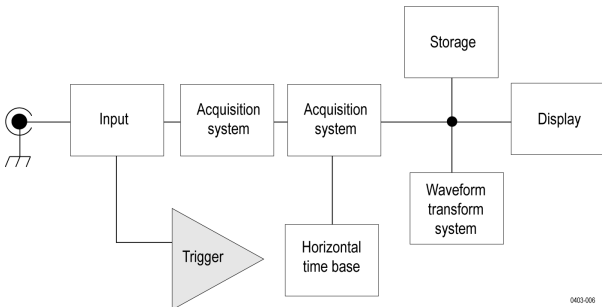 Storage
Input
Acquisition
system
Acquisition
system
Display
Waveform
transform
system
Trigger
Horizontal
time base
0403-006